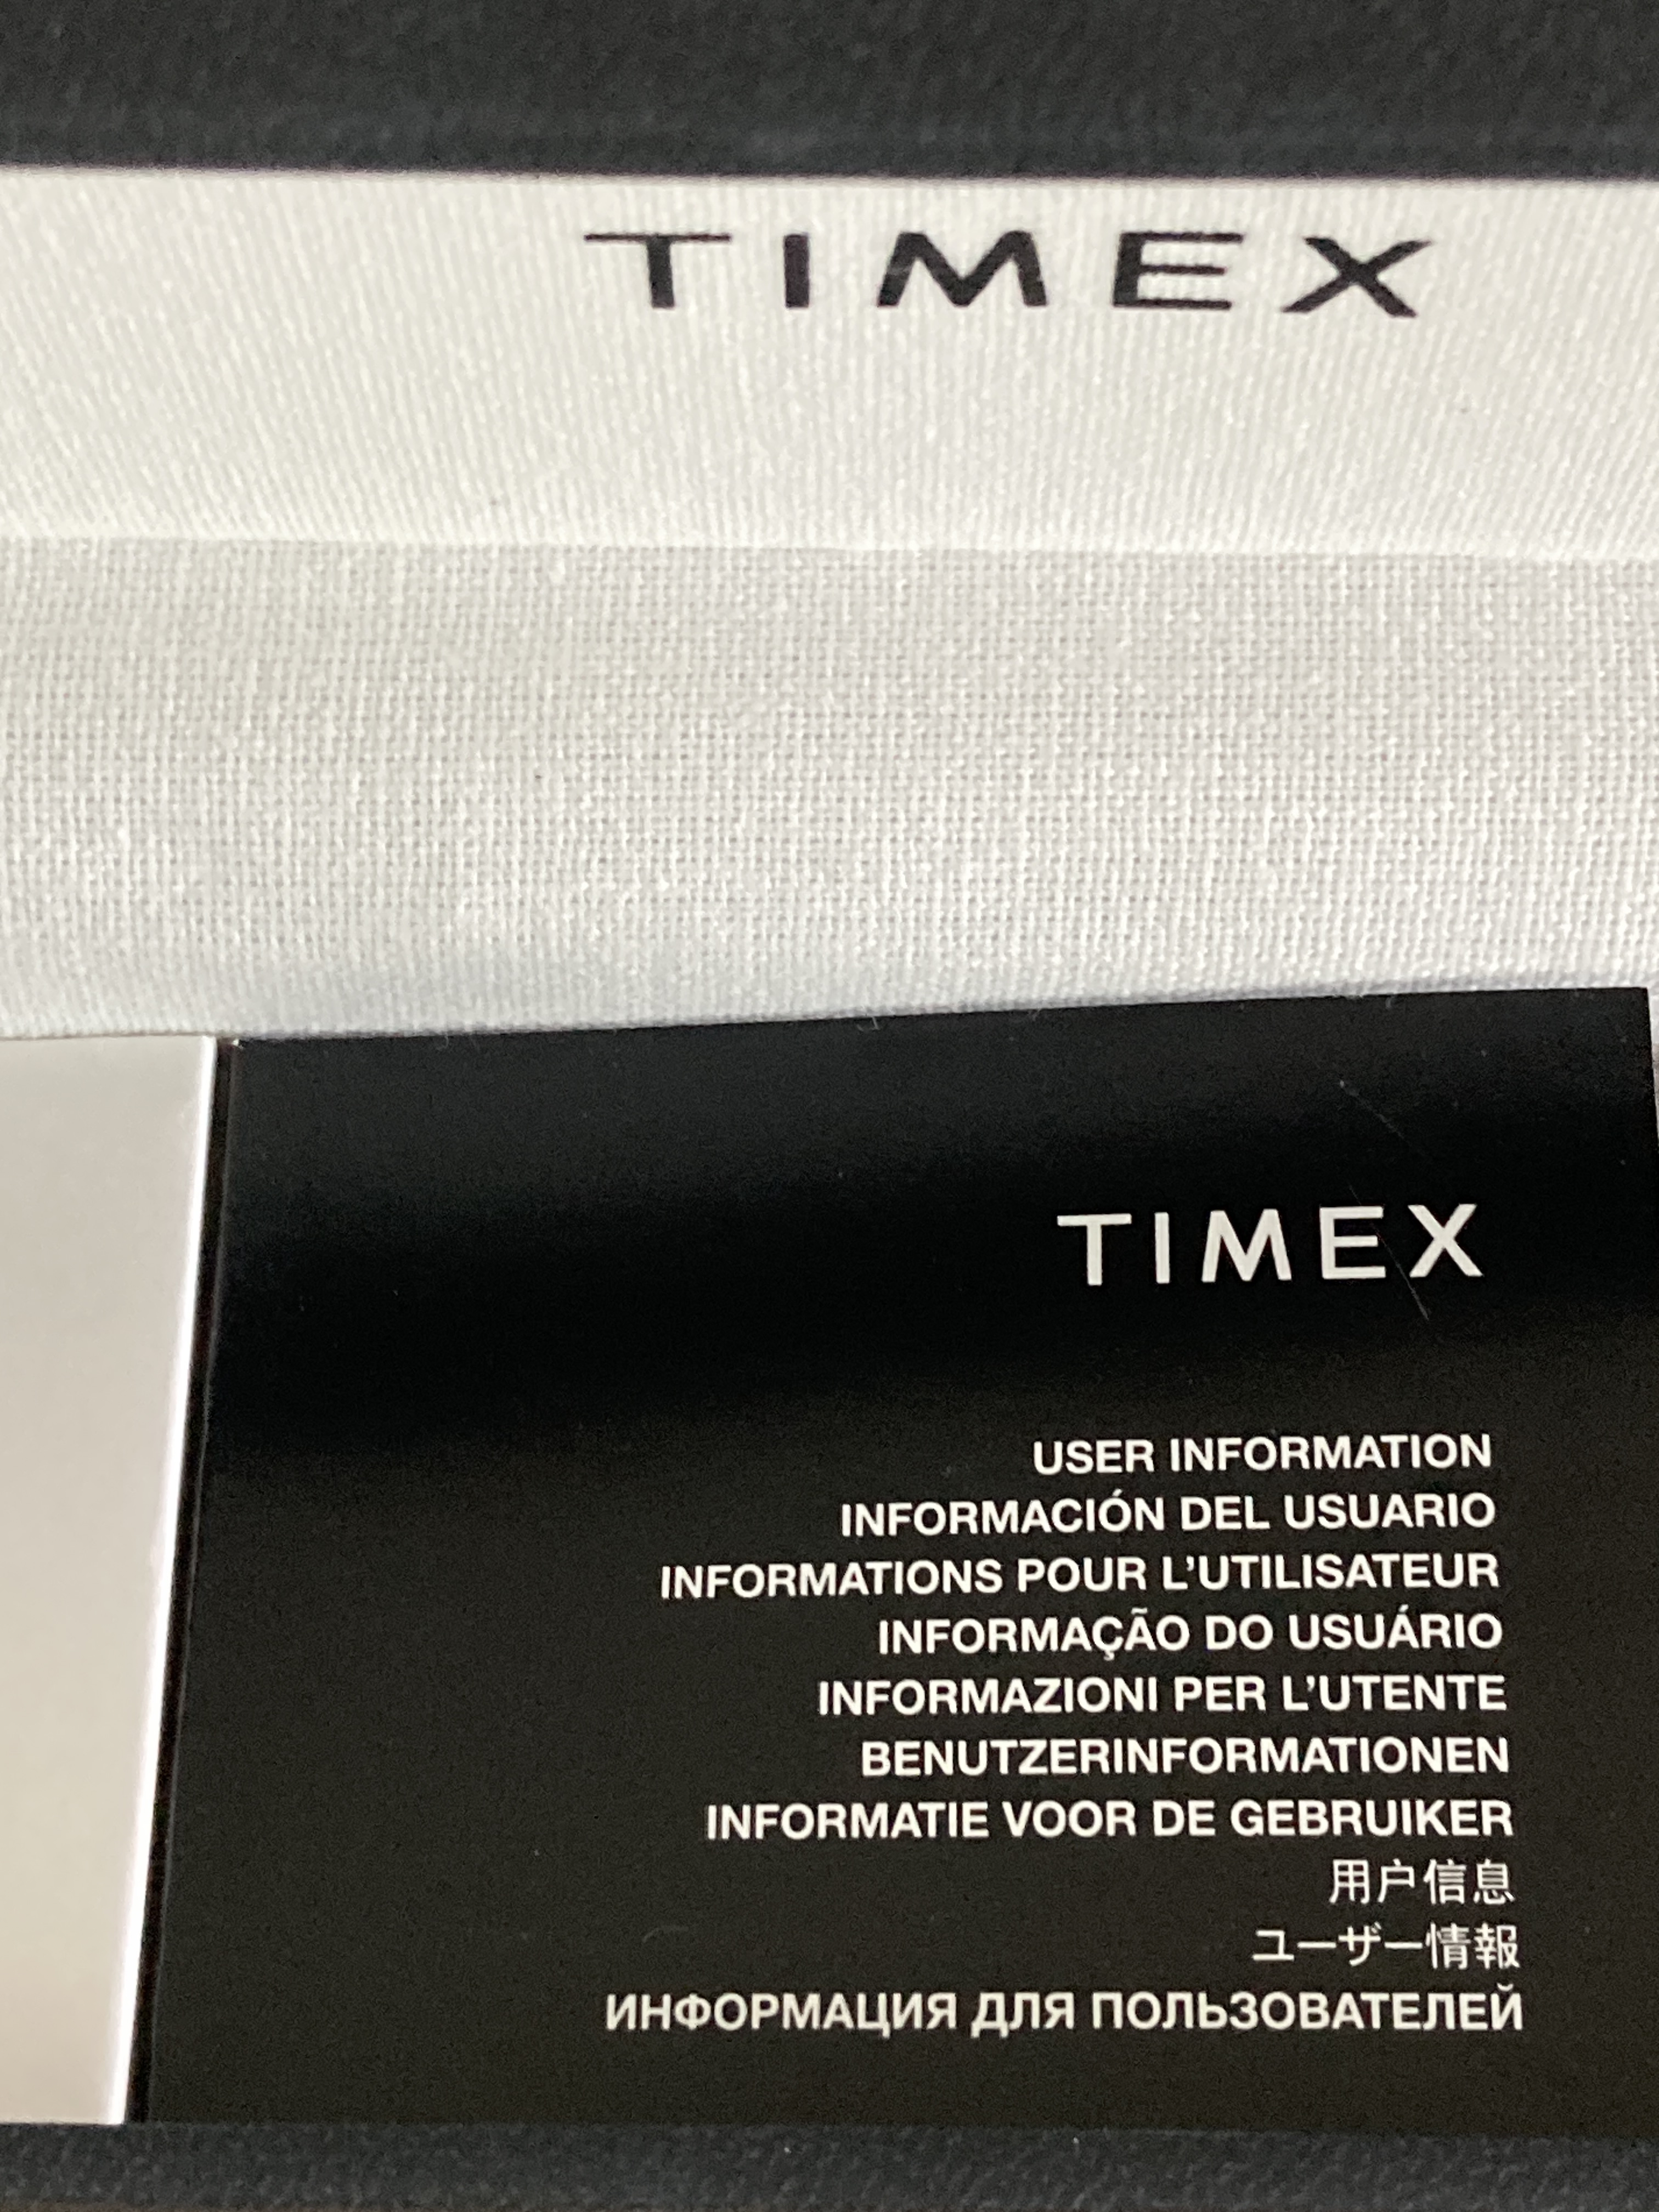 TIMEX
TIMEX
USER INFORMATION
INFORMACIÓN DEL USUARIO
INFORMATIONS POUR L’UTILISATEUR
INFORMAÇÃO DO USUÁRIO
INFORMAZIONI PER L’UTENTE
BENUTZERINFORMATIONEN
INFORMATIE VOOR DE GEBRUIKER
用户信息
ユーザー情報
ИНФОРМАЦИЯ ДЛЯ ПОЛЬЗОВАТЕЛЕЙ